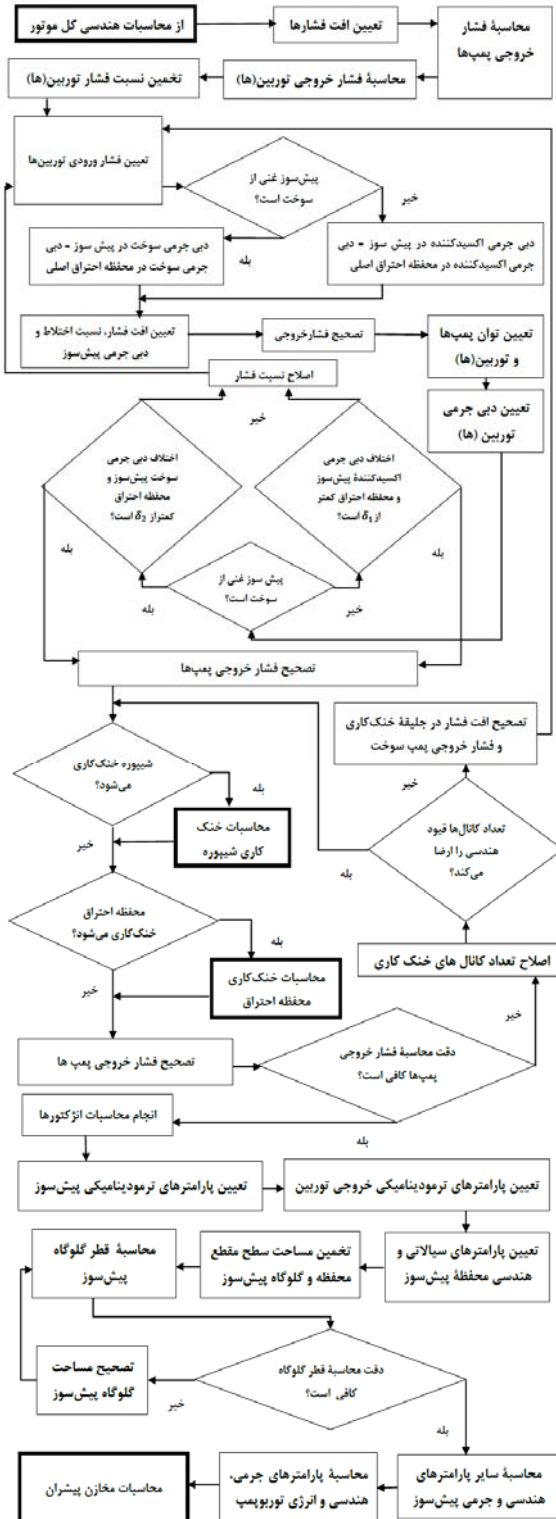 از محاسبات هندسی کل موتور
تعیین افت فشارها
محاسبهٔ فشار
خروجی پمپ‌ها
محاسبهٔ فشار خروجی توربین(ها)
تخمین نسبت فشار توربین(ها)
تعیین فشار ورودی توربین‌ها
پیش‌سوز غنی از
سوخت است؟
خیر
بله
دبی جرمی اکسیدکننده در پیش سوز - دبی
جرمی اکسیدکننده در محفظه احتراق اصلی
دبی جرمی سوخت در پیش سوز - دبی
جرمی سوخت در محفظه احتراق اصلی
تعیین افت فشار، نسبت اختلاط و
دبی جرمی پیش‌سوز
تصحیح فشارخروجی
تعیین توان پمپ‌ها
و توربین(ها)
اصلاح نسبت فشار
تعیین دبی جرمی
توربین (ها)
خیر
اختلاف دبی جرمی
اکسیدکنندهٔ پیش‌سوز
و محفظه احتراق کمتر
از δ₁ است؟
اختلاف دبی جرمی
سوخت پیش‌سوز و
محفظه احتراق
کمتراز δ₂ است؟
بله
بله
پیش سوز غنی از
سوخت است؟
خیر
بله
تصحیح فشار خروجی پمپ‌ها
تصحیح افت فشار در جلیقهٔ خنک‌کاری
و فشار خروجی پمپ سوخت
شیپوره خنک‌کاری
می‌شود؟
بله
خیر
محاسبات خنک
کاری شیپوره
خیر
تعداد کانال‌ها قیود
هندسی را ارضا
می‌کند؟
بله
محفظه احتراق
خنک‌کاری می‌شود؟
بله
خیر
محاسبات خنک‌کاری
محفظه احتراق
اصلاح تعداد کانال های خنک کاری
خیر
تصحیح فشار خروجی پمپ ها
دقت محاسبهٔ فشار خروجی
پمپ‌ها کافی است؟
بله
انجام محاسبات انژکتورها
تعیین پارامترهای ترمودینامیکی پیش‌سوز
تعیین پارامترهای ترمودینامیکی خروجی توربین
تعیین پارامترهای سیالاتی و
هندسی محفظهٔ پیش‌سوز
تخمین مساحت سطح مقطع
محفظه و گلوگاه پیش‌سوز
محاسبهٔ قطر گلوگاه
پیش‌سوز
دقت محاسبهٔ قطر گلوگاه
کافی است؟
خیر
بله
تصحیح مساحت
گلوگاه پیش‌سوز
محاسبهٔ سایر پارامترهای
هندسی و جرمی پیش‌سوز
محاسبهٔ پارامترهای جرمی،
هندسی و انرژی توربوپمپ
محاسبات مخازن پیشران